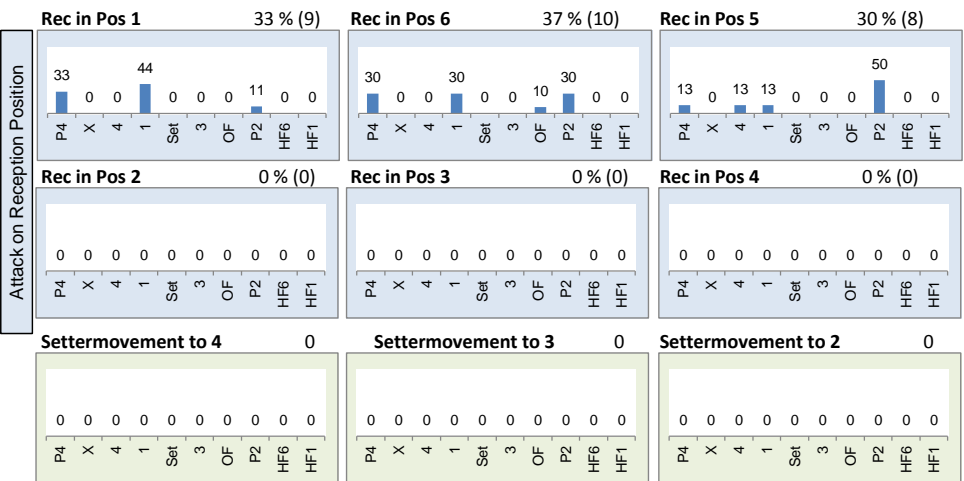 Attack on Reception Position
Rec in Pos 1 33 % (9)
33 0 0 44 0 0 0 11 0 0
P4 X 4 1 Set 3 OF P2 HF6 HF1
Rec in Pos 6 37 % (10)
30 0 0 30 0 0 10 30 0 0
P4 X 4 1 Set 3 OF P2 HF6 HF1
Rec in Pos 5 30 % (8)
13 0 13 13 0 0 0 50 0 0
P4 X 4 1 Set 3 OF P2 HF6 HF1
Rec in Pos 2 0 % (0)
0 0 0 0 0 0 0 0 0 0
P4 X 4 1 Set 3 OF P2 HF6 HF1
Rec in Pos 3 0 % (0)
0 0 0 0 0 0 0 0 0 0
P4 X 4 1 Set 3 OF P2 HF6 HF1
Rec in Pos 4 0 % (0)
0 0 0 0 0 0 0 0 0 0
P4 X 4 1 Set 3 OF P2 HF6 HF1
Settermovement to 4 0
0 0 0 0 0 0 0 0 0 0
P4 X 4 1 Set 3 OF P2 HF6 HF1
Settermovement to 3 0
0 0 0 0 0 0 0 0 0 0
P4 X 4 1 Set 3 OF P2 HF6 HF1
Settermovement to 2 0
0 0 0 0 0 0 0 0 0 0
P4 X 4 1 Set 3 OF P2 HF6 HF1